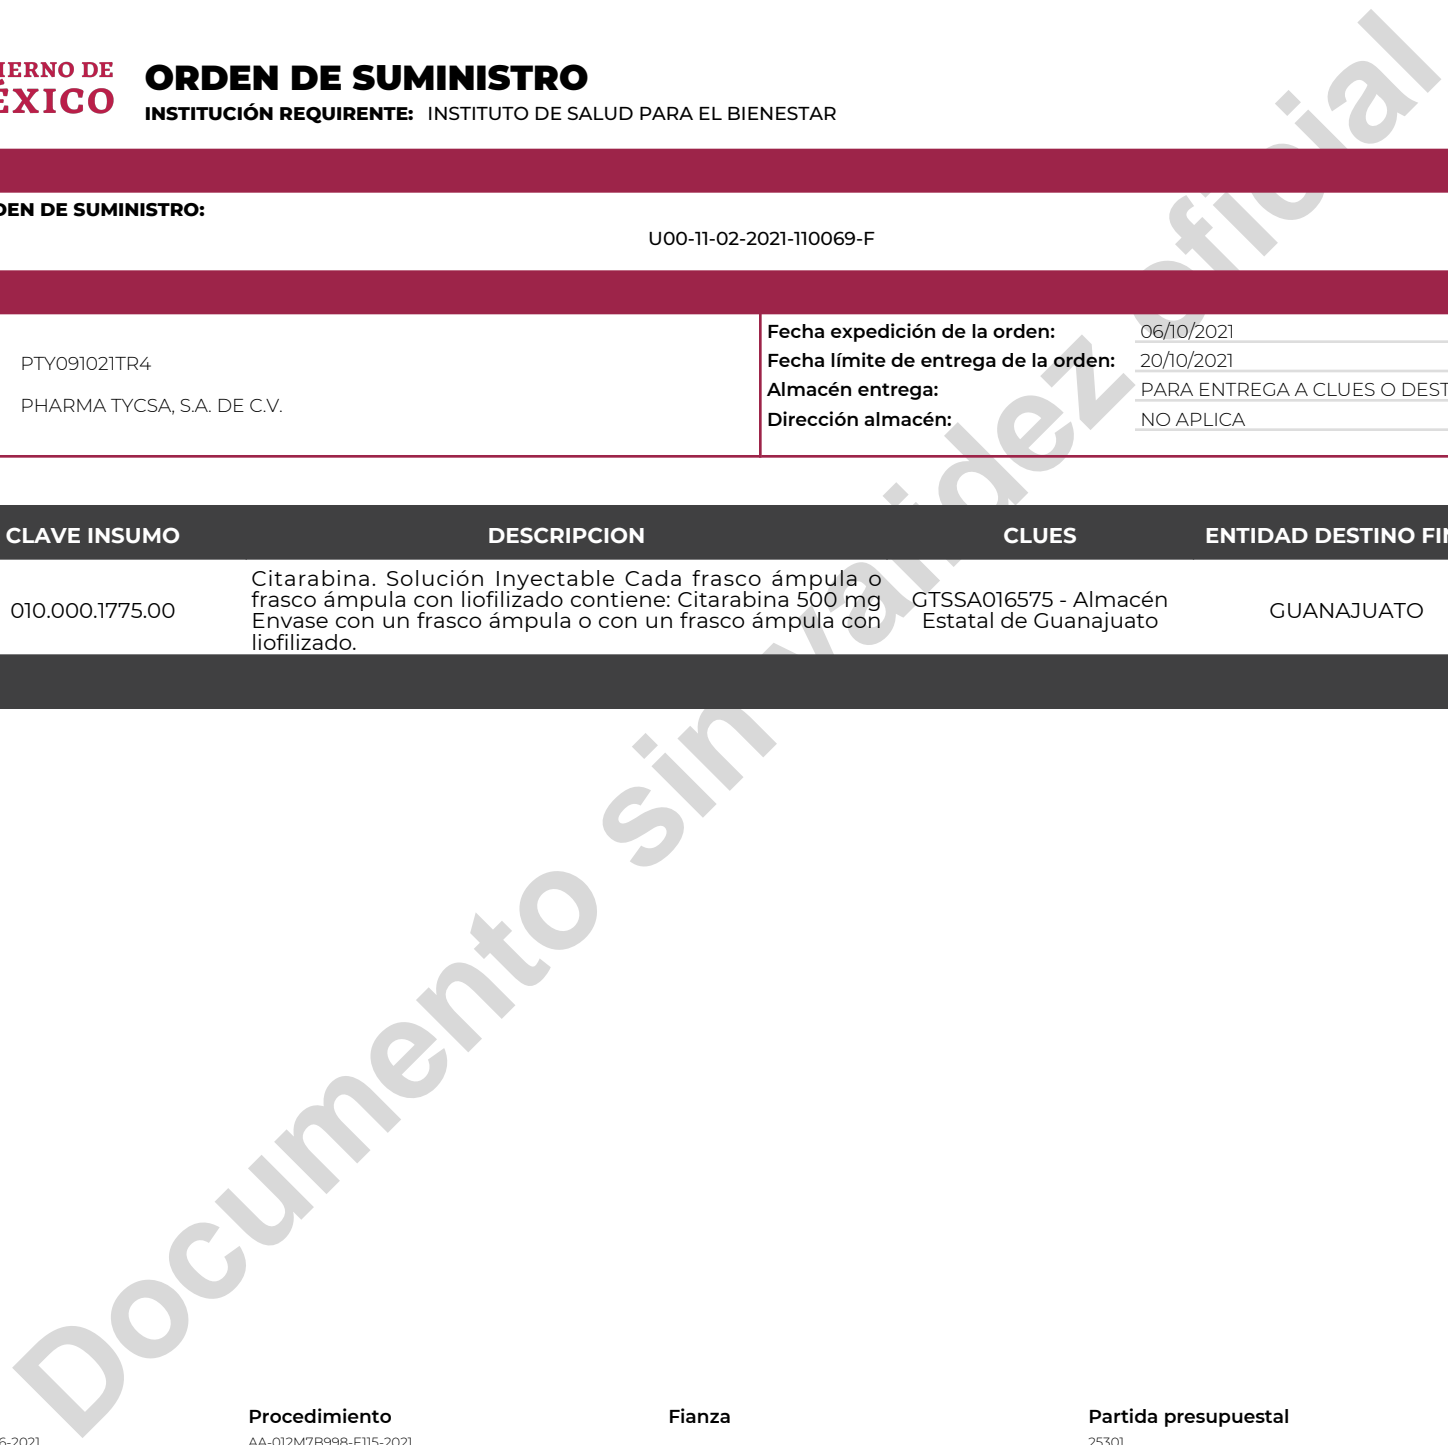 IERNO DE
ÉXICO
ORDEN DE SUMINISTRO
INSTITUCIÓN REQUIRENTE: INSTITUTO DE SALUD PARA EL BIENESTAR
DEN DE SUMINISTRO:
U00-11-02-2021-110069-F
PTY091021TR4
PHARMA TYCSA, S.A. DE C.V.
Fecha expedición de la orden: 06/10/2021
Fecha límite de entrega de la orden: 20/10/2021
Almacén entrega: PARA ENTREGA A CLUES O DEST
Dirección almacén: NO APLICA
CLAVE INSUMO DESCRIPCION CLUES ENTIDAD DESTINO FIN
010.000.1775.00
Citarabina. Solución Inyectable Cada frasco ámpula o
frasco ámpula con liofilizado contiene: Citarabina 500 mg
Envase con un frasco ámpula o con un frasco ámpula con
liofilizado.
GTSSA016575 - Almacén
Estatal de Guanajuato
GUANAJUATO
Documento sin validez oficial
Procedimiento Fianza Partida presupuestal
6-2021 AA-012M7B998-E115-2021 25301